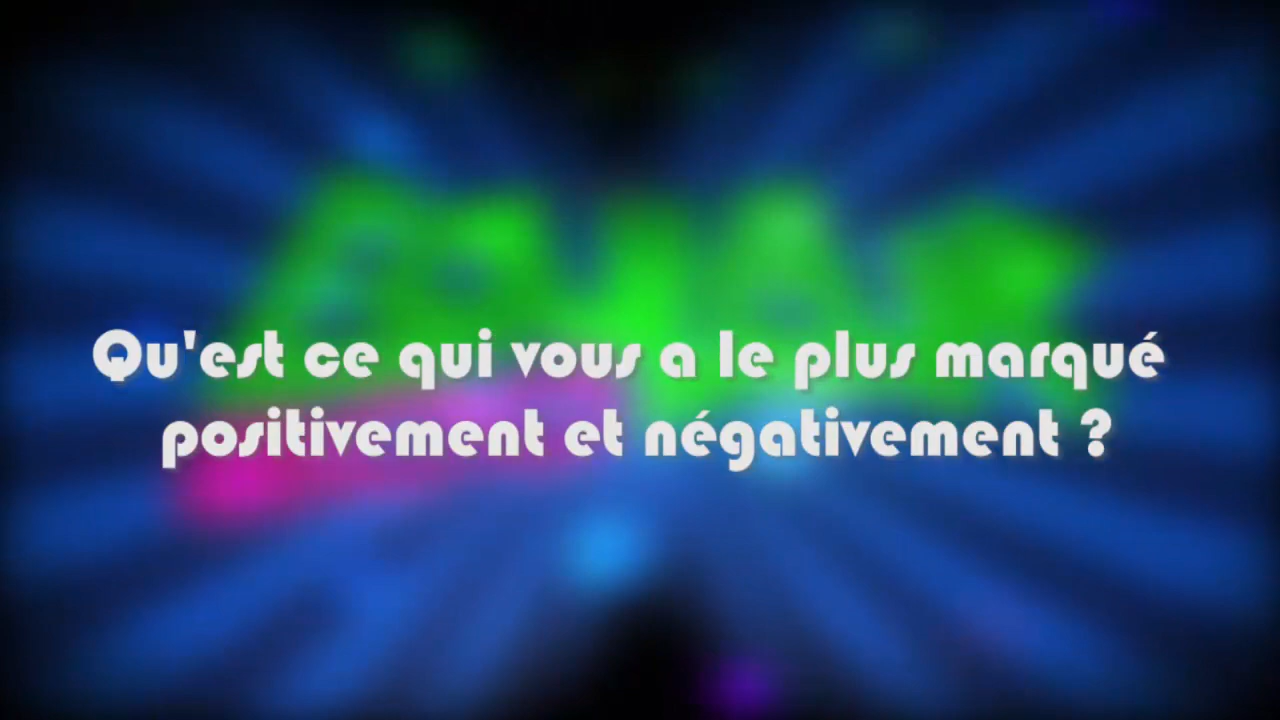 Qu'est ce qui vous a le plus marqué
positivement et négativement ?